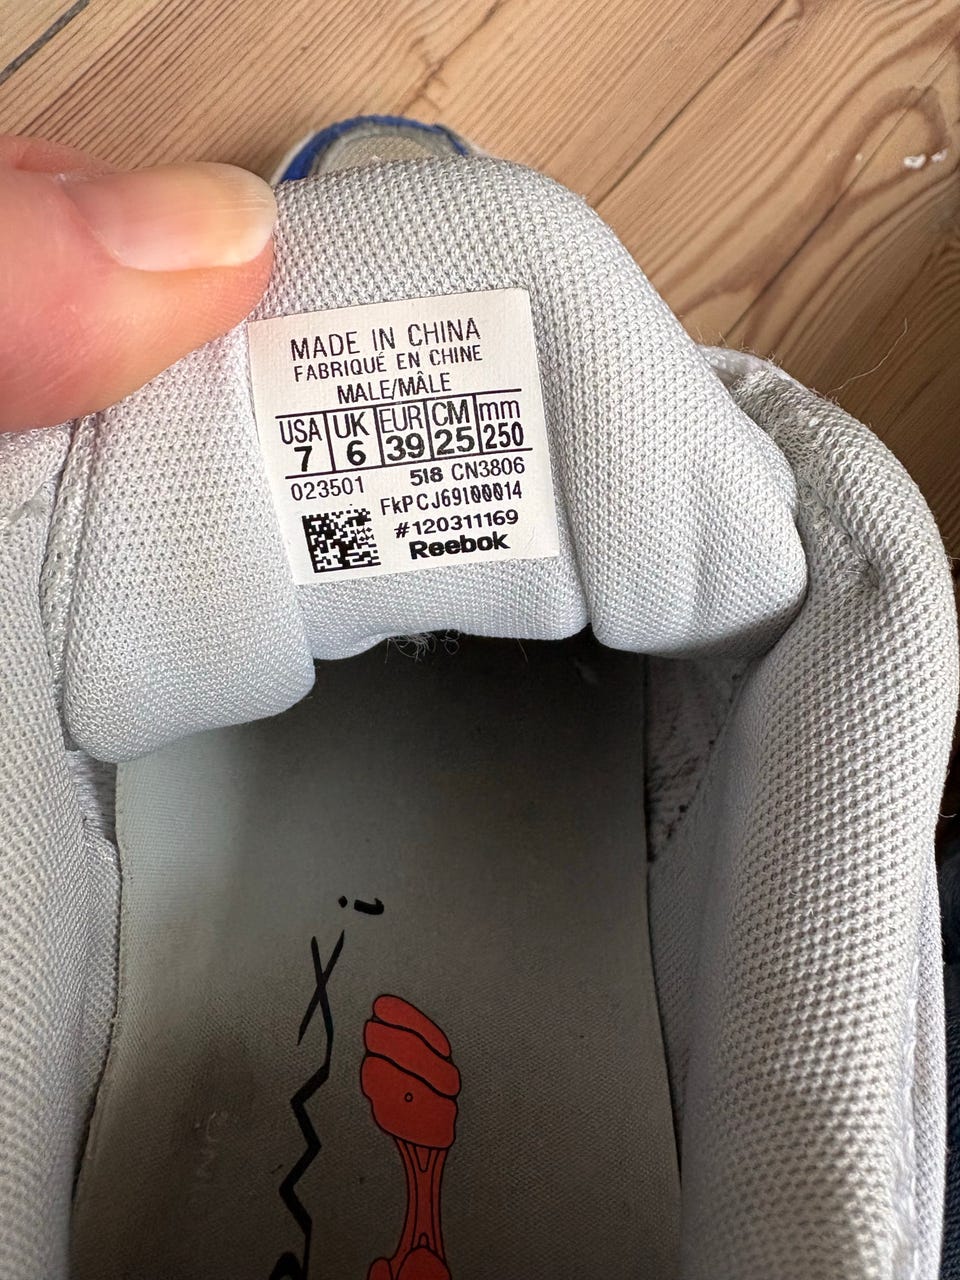 MADE IN CHINA
FABRIQUÉ EN CHINE
MALE/MÂLE
USA UK EUR CM mm
7 6 39 25 250
023501 518 CN3806
FkPCJ69I00014
#120311169
Reebok